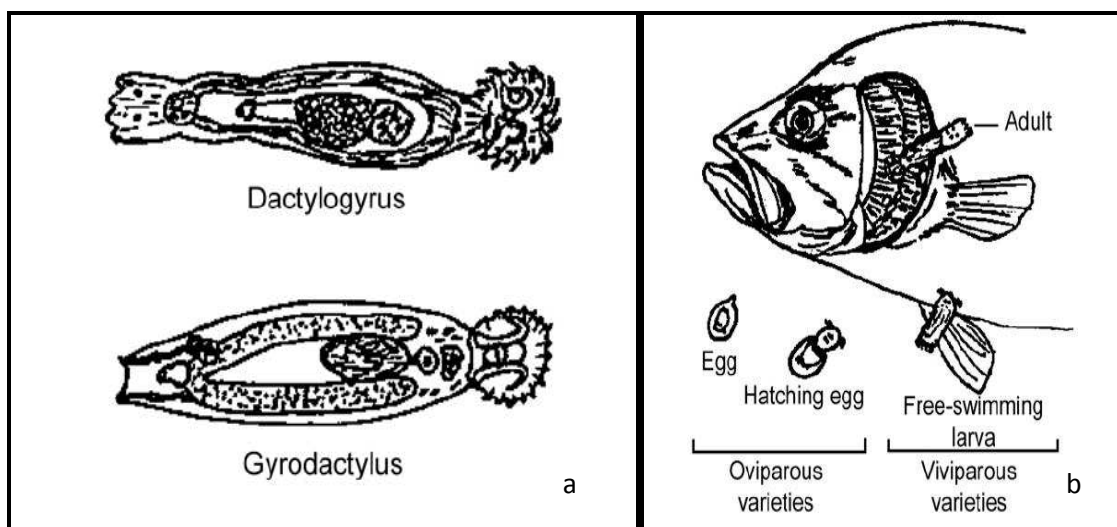 Dactylogyrus
Gyrodactylus
a
Adult
Egg
Hatching egg
Free-swimming
larva
Oviparous
varieties
Viviparous
varieties
b